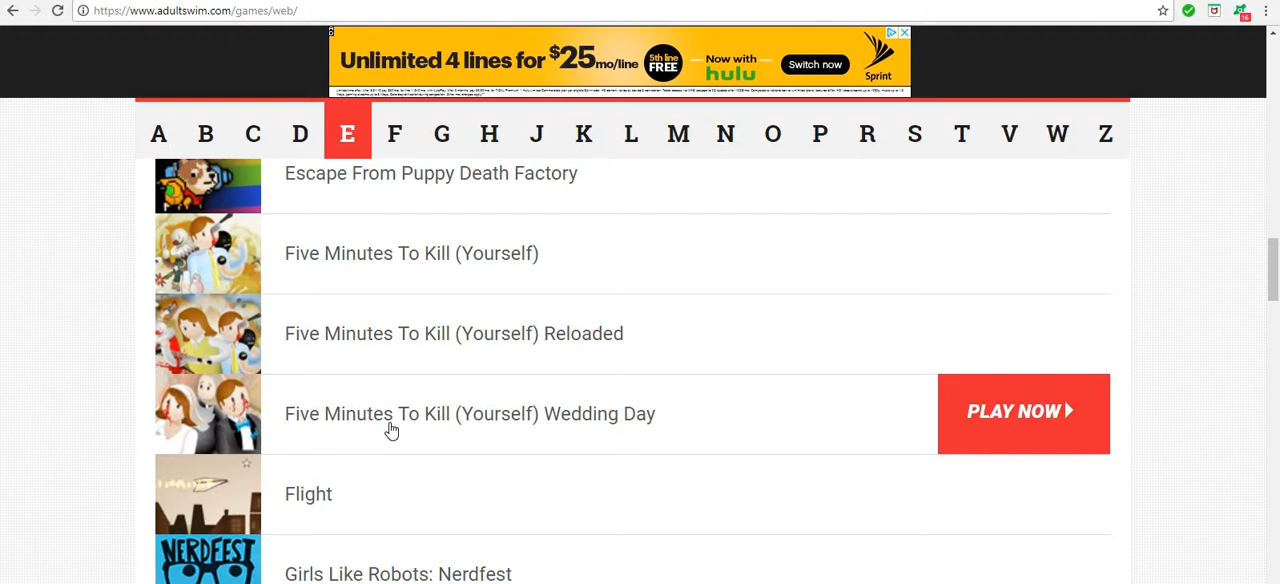 https://www.adultswim.com/games/web/
16
Unlimited 4 lines for $25 mo/line
5th line FREE
Now with hulu
Switch now
Sprint
A B C D E F G H J K L M N O P R S T V W Z
Escape From Puppy Death Factory
Five Minutes To Kill (Yourself)
Five Minutes To Kill (Yourself) Reloaded
Five Minutes To Kill (Yourself) Wedding Day
PLAY NOW
Flight
NERDFEST
Girls Like Robots: Nerdfest